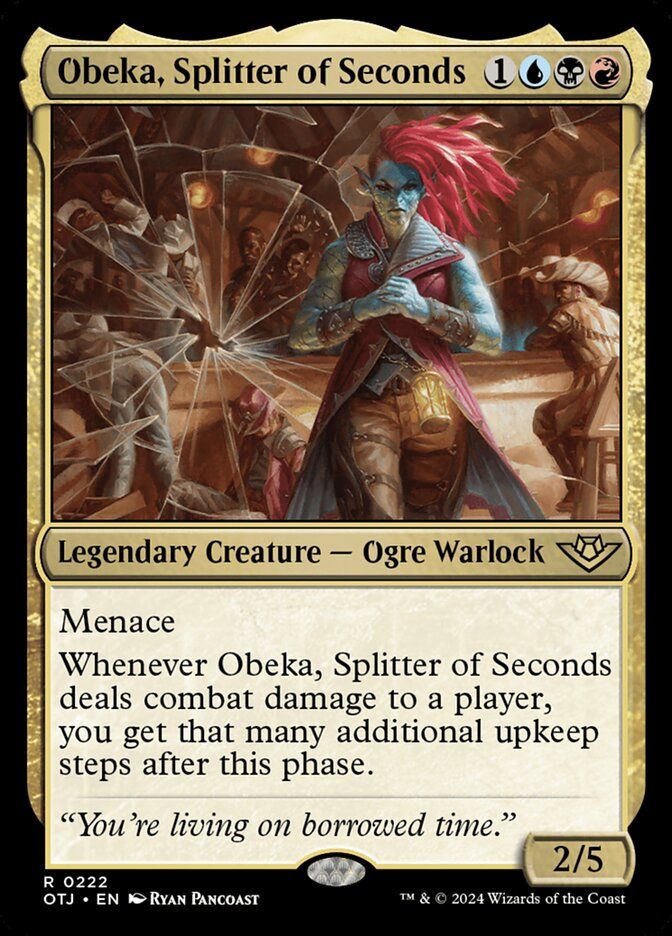 Obeka, Splitter of Seconds 1
Legendary Creature — Ogre Warlock
Menace
Whenever Obeka, Splitter of Seconds
deals combat damage to a player,
you get that many additional upkeep
steps after this phase.
“You’re living on borrowed time.”
2/5
R 0222
OTJ • EN Ryan Pancoast
™ & © 2024 Wizards of the Coast